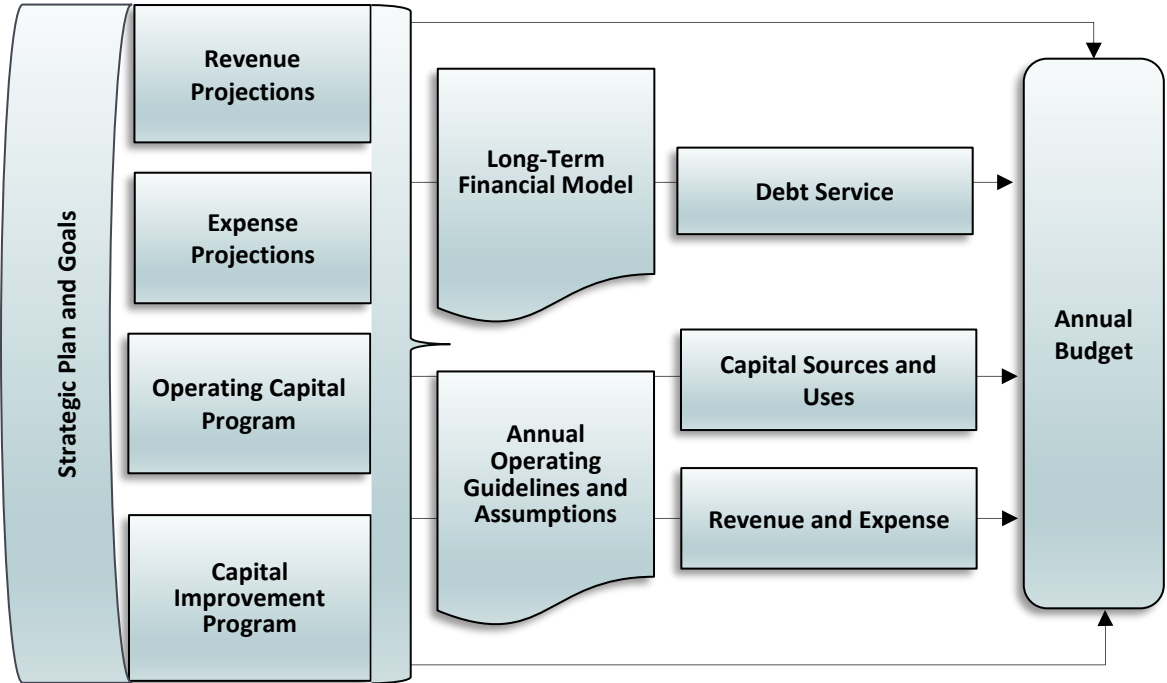 Strategic Plan and Goals
Revenue
Projections
Expense
Projections
Operating Capital
Program
Capital
Improvement
Program
Long-Term
Financial Model
Annual
Operating
Guidelines and
Assumptions
Debt Service
Capital Sources and
Uses
Revenue and Expense
Annual
Budget